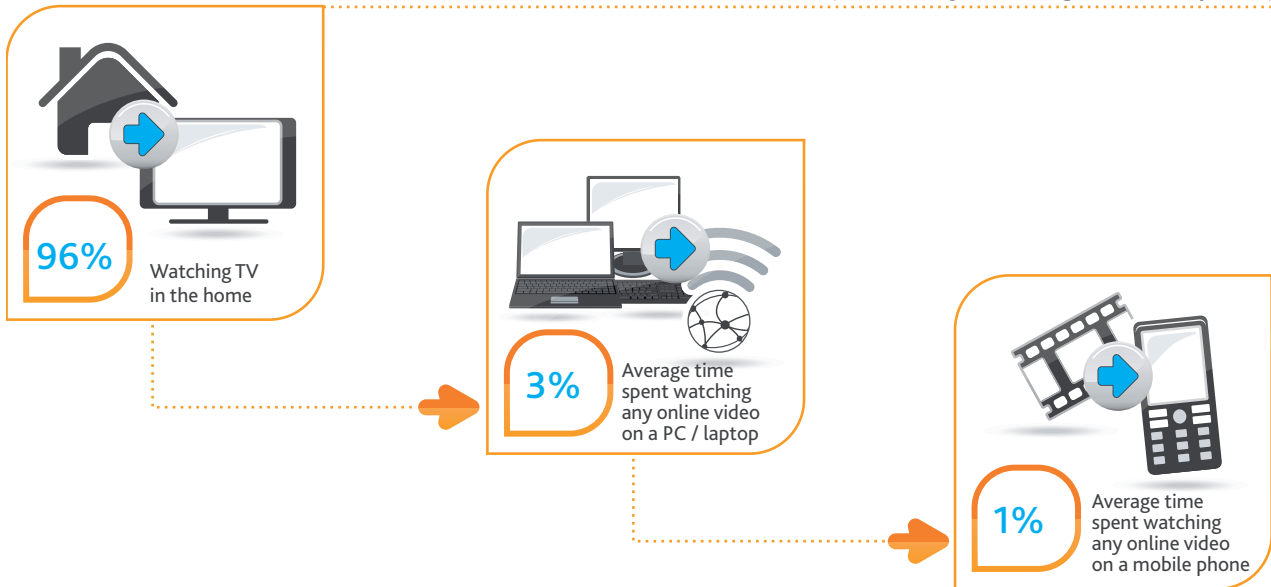 96%
Watching TV
in the home
3%
Average time
spent watching
any online video
on a PC / laptop
1%
Average time
spent watching
any online video
on a mobile phone